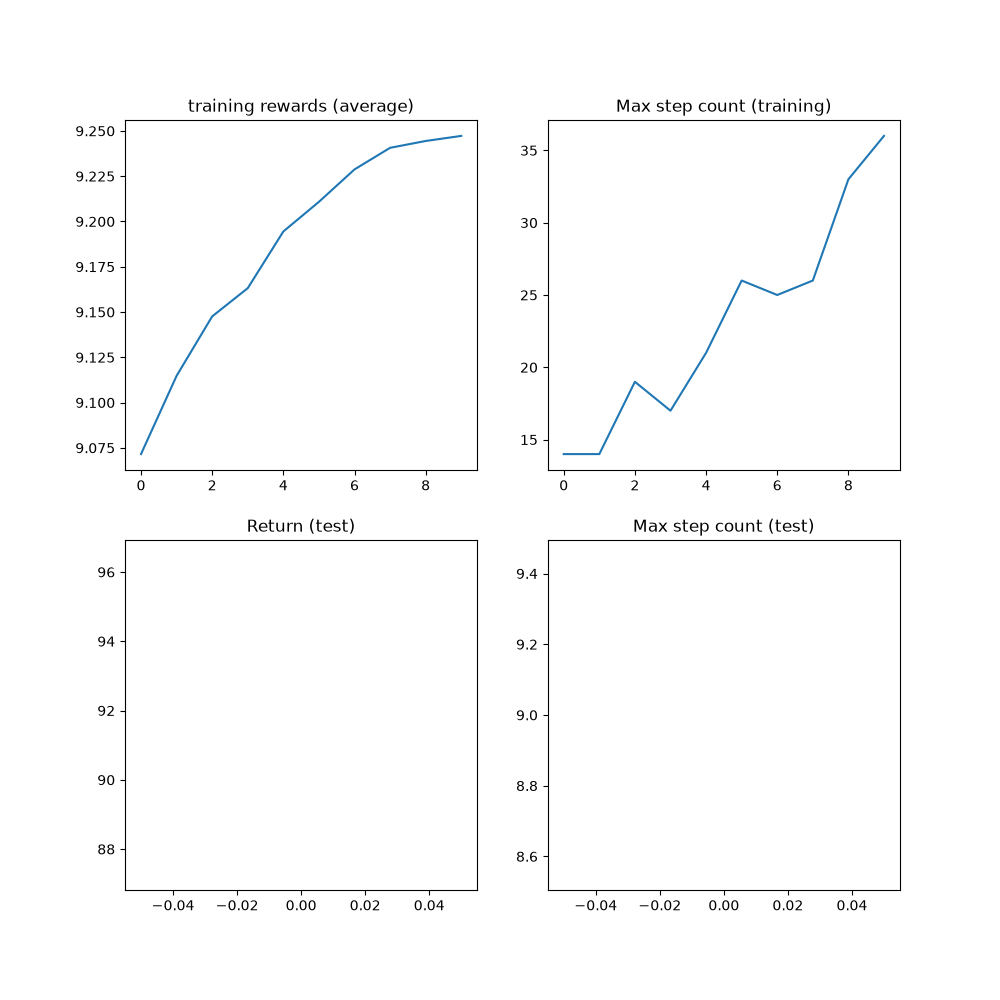 training rewards (average)
9.250
9.225
9.200
9.175
9.150
9.125
9.100
9.075
0 2 4 6 8
Max step count (training)
35
30
25
20
15
0 2 4 6 8
Return (test)
96
94
92
90
88
−0.04 −0.02 0.00 0.02 0.04
Max step count (test)
9.4
9.2
9.0
8.8
8.6
−0.04 −0.02 0.00 0.02 0.04